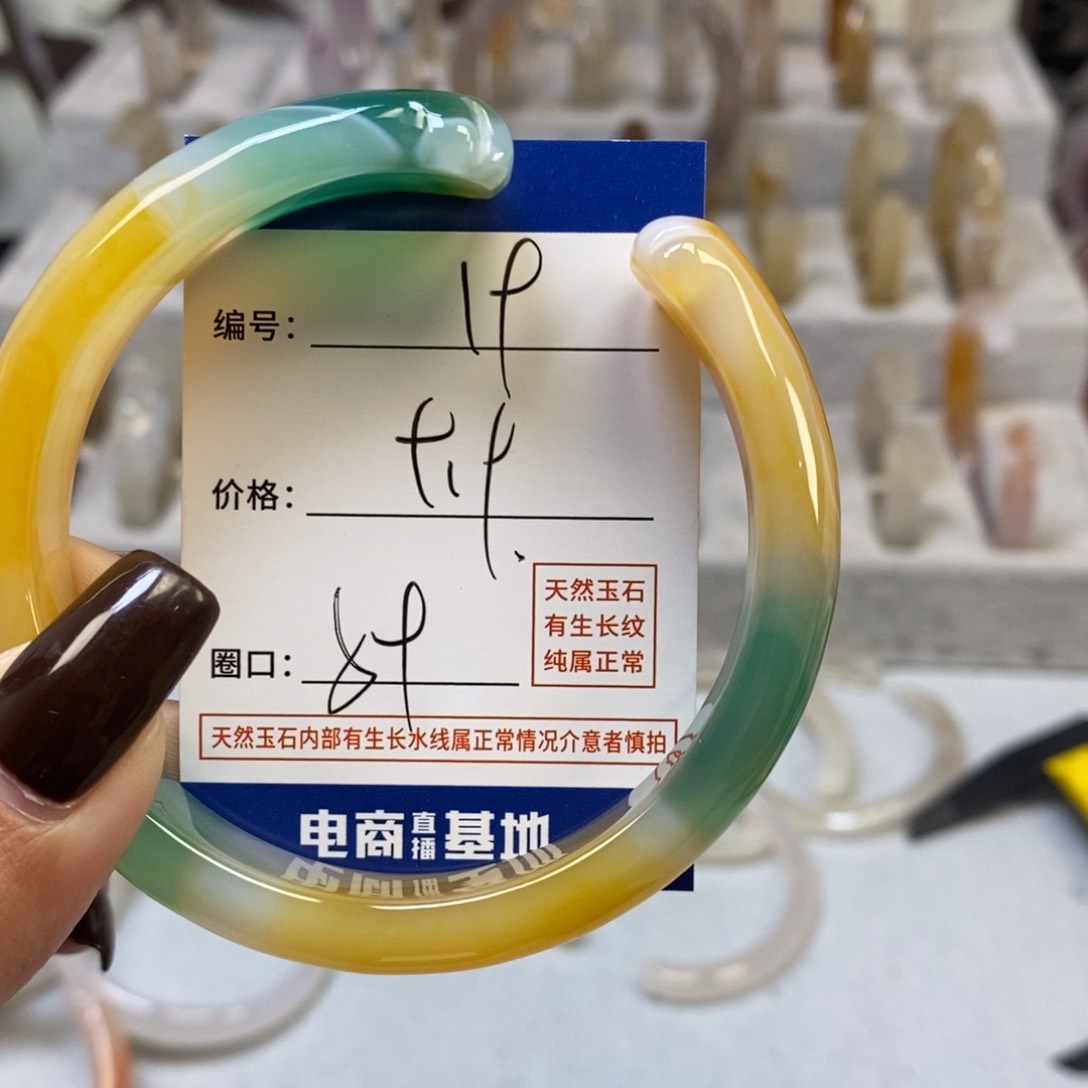 编号：
价格：
天然玉石
有生长纹
纯属正常
圈口：
天然玉石内部有生长水线属正常情况介意者慎拍
电商直播基地